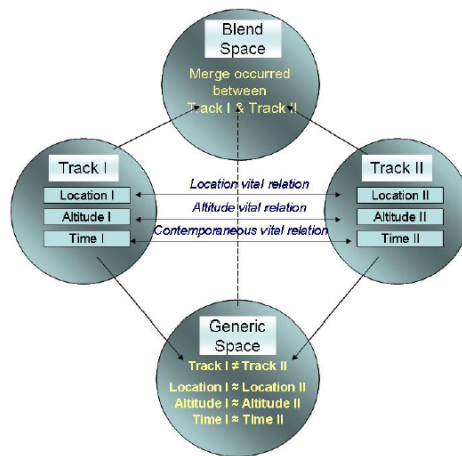 Blend
Space
Merge occurred
between
Track I & Track II
Track I
Location I
Altitude I
Time I
Location vital relation
Altitude vital relation
Contemporaneous vital relation
Track II
Location II
Altitude II
Time II
Generic
Space
Track I ≠ Track II
Location I ≈ Location II
Altitude I ≈ Altitude II
Time I ≈ Time II